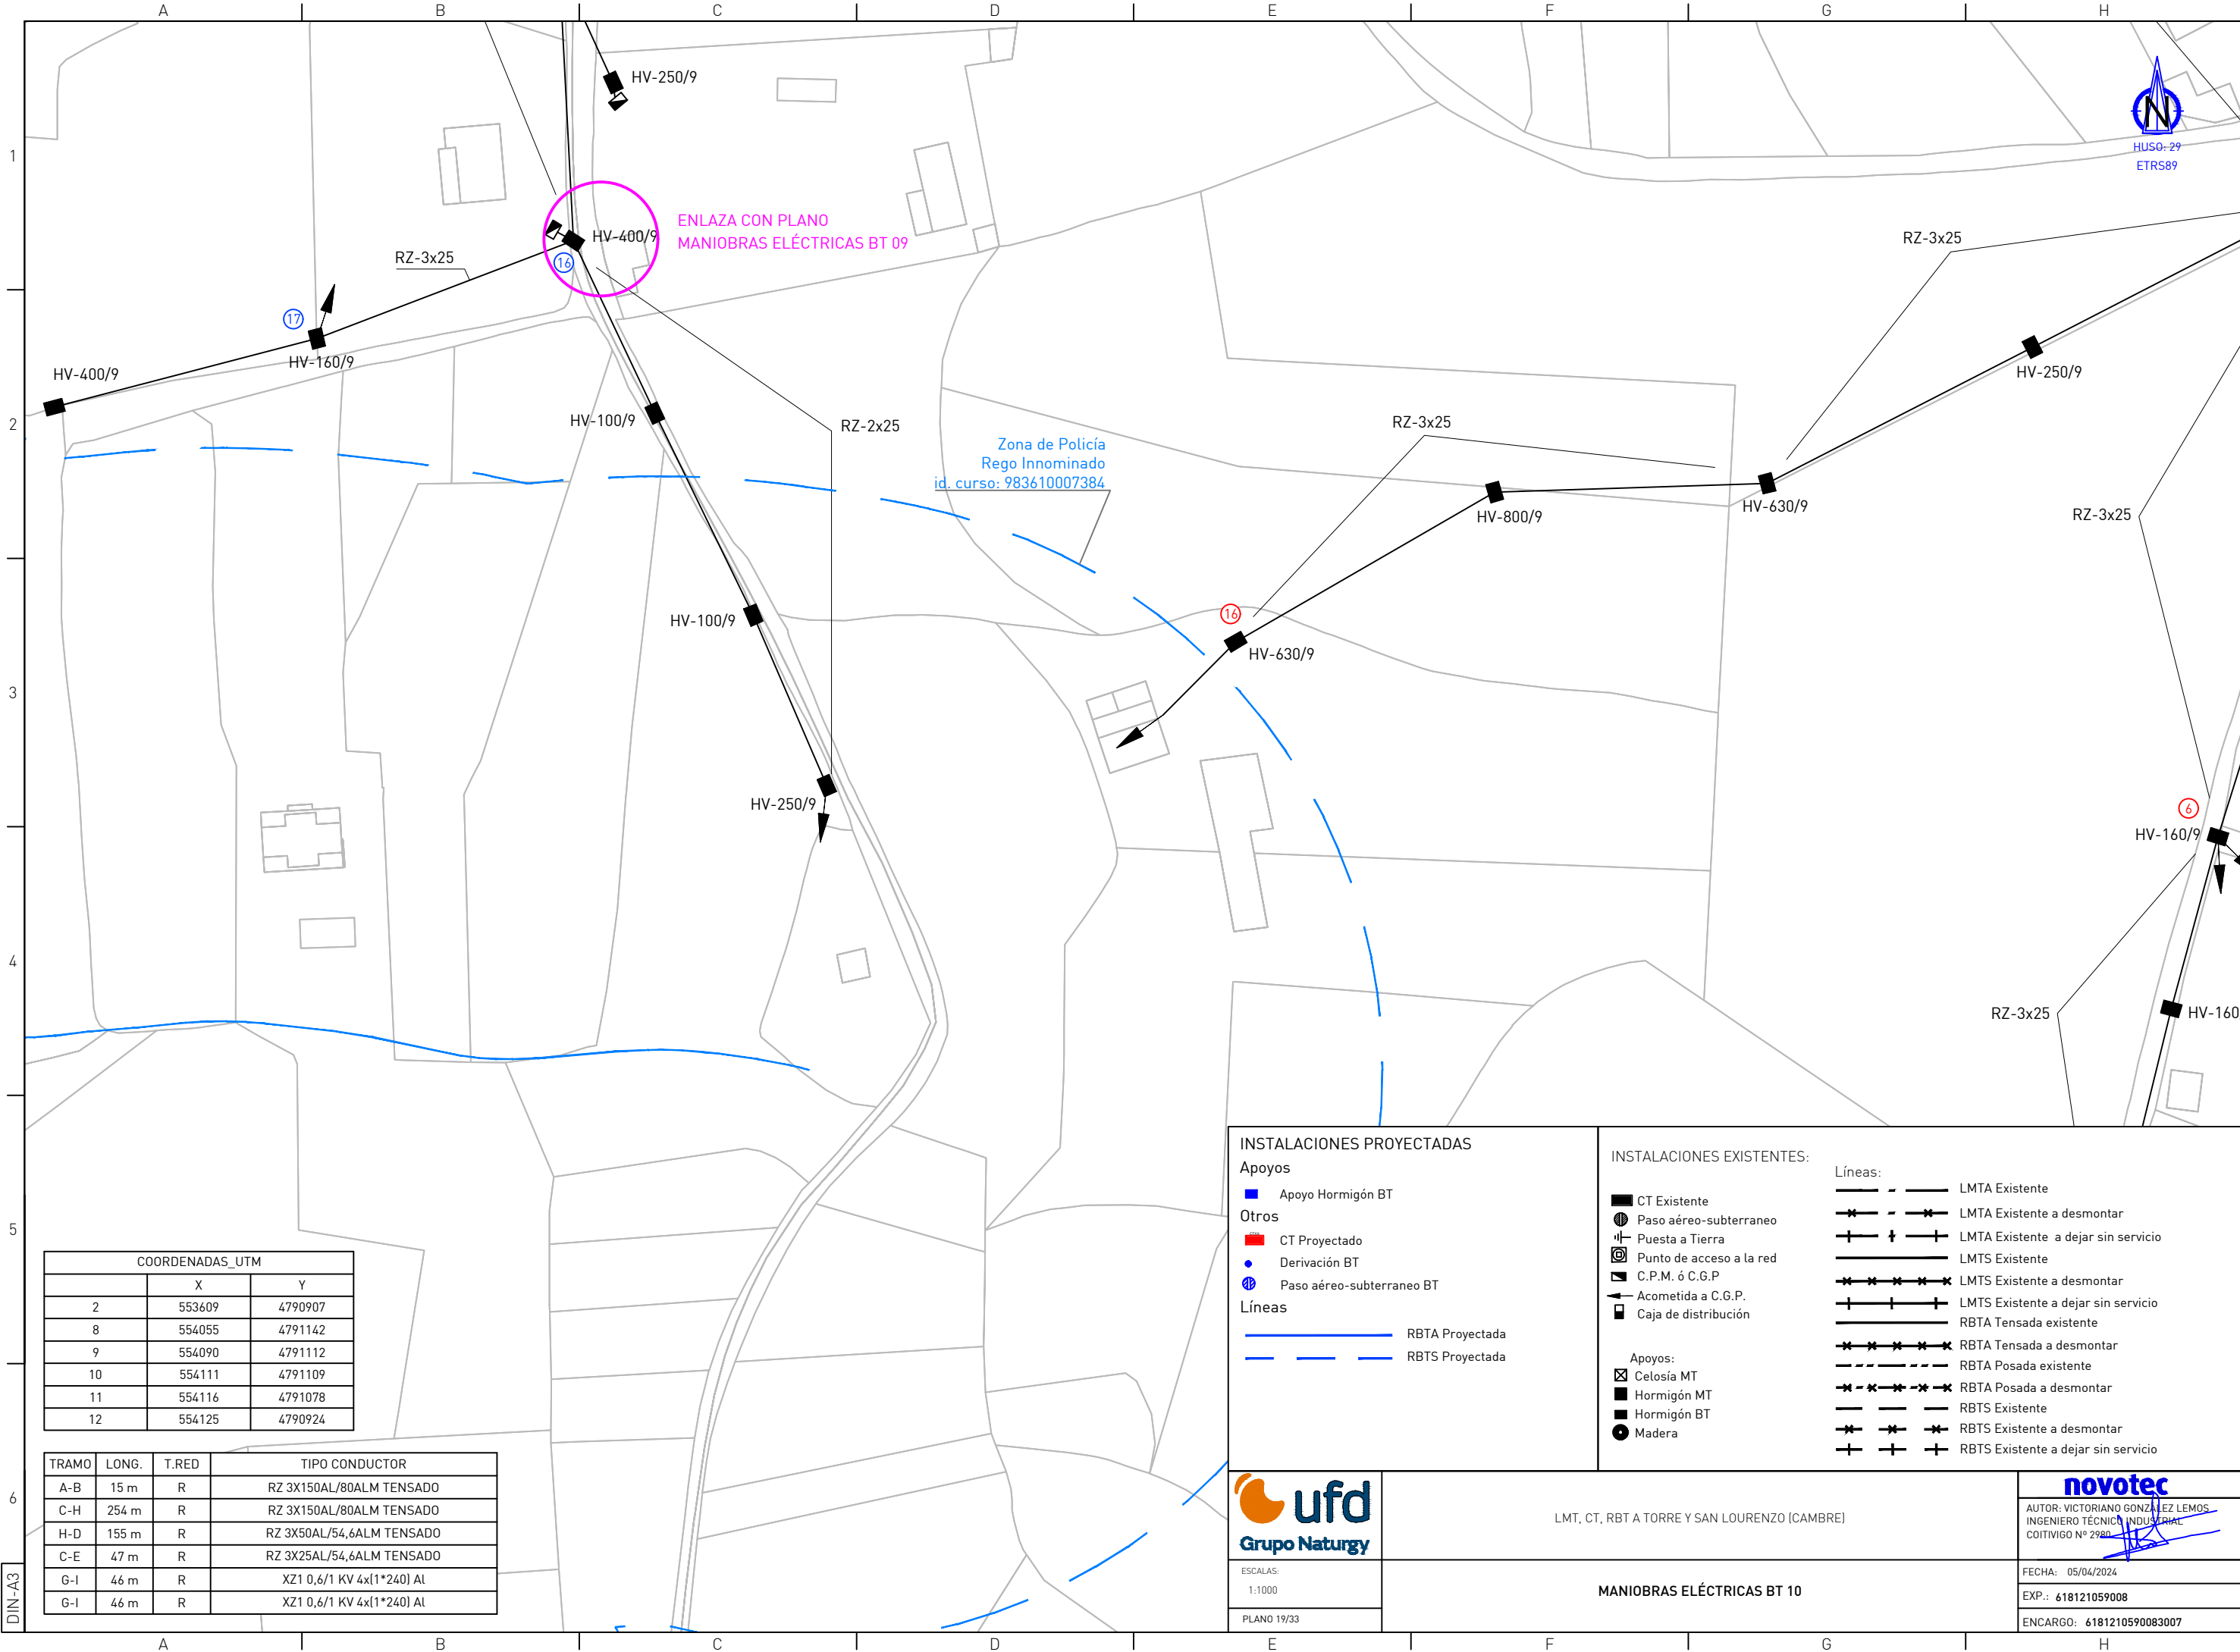 A B C D E F G H
1
2
3
4
5
6
DIN-A3
HV-250/9
HUSO: 29
ETRS89
N
ENLAZA CON PLANO
MANIOBRAS ELÉCTRICAS BT 09
HV-400/9
16
RZ-3x25
17
HV-160/9
HV-400/9
RZ-3x25
HV-250/9
HV-100/9
RZ-2x25
RZ-3x25
Zona de Policía
Rego Innominado
id. curso: 983610007384
HV-800/9
HV-630/9
RZ-3x25
HV-100/9
16
HV-630/9
HV-250/9
6
HV-160/9
RZ-3x25
HV-160
INSTALACIONES PROYECTADAS
Apoyos
Apoyo Hormigón BT
Otros
CT Proyectado
Derivación BT
Paso aéreo-subterraneo BT
Líneas
RBTA Proyectada
RBTS Proyectada
INSTALACIONES EXISTENTES:
CT Existente
Paso aéreo-subterraneo
Puesta a Tierra
Punto de acceso a la red
C.P.M. ó C.G.P
Acometida a C.G.P.
Caja de distribución
Apoyos:
Celosía MT
Hormigón MT
Hormigón BT
Madera
Líneas:
LMTA Existente
LMTA Existente a desmontar
LMTA Existente a dejar sin servicio
LMTS Existente
LMTS Existente a desmontar
LMTS Existente a dejar sin servicio
RBTA Tensada existente
RBTA Tensada a desmontar
RBTA Posada existente
RBTA Posada a desmontar
RBTS Existente
RBTS Existente a desmontar
RBTS Existente a dejar sin servicio
COORDENADAS_UTM
X Y
2 553609 4790907
8 554055 4791142
9 554090 4791112
10 554111 4791109
11 554116 4791078
12 554125 4790924
TRAMO LONG. T.RED TIPO CONDUCTOR
A-B 15 m R RZ 3X150AL/80ALM TENSADO
C-H 254 m R RZ 3X150AL/80ALM TENSADO
H-D 155 m R RZ 3X50AL/54,6ALM TENSADO
C-E 47 m R RZ 3X25AL/54,6ALM TENSADO
G-I 46 m R XZ1 0,6/1 KV 4x(1*240) Al
G-I 46 m R XZ1 0,6/1 KV 4x(1*240) Al
ufd
Grupo Naturgy
LMT, CT, RBT A TORRE Y SAN LOURENZO (CAMBRE)
novotec
AUTOR: VICTORIANO GONZÁLEZ LEMOS
INGENIERO TÉCNICO INDUSTRIAL
COITIVIGO Nº 2980
ESCALAS:
1:1000
PLANO 19/33
MANIOBRAS ELÉCTRICAS BT 10
FECHA: 05/04/2024
EXP.: 618121059008
ENCARGO: 6181210590083007
A B C D E F G H